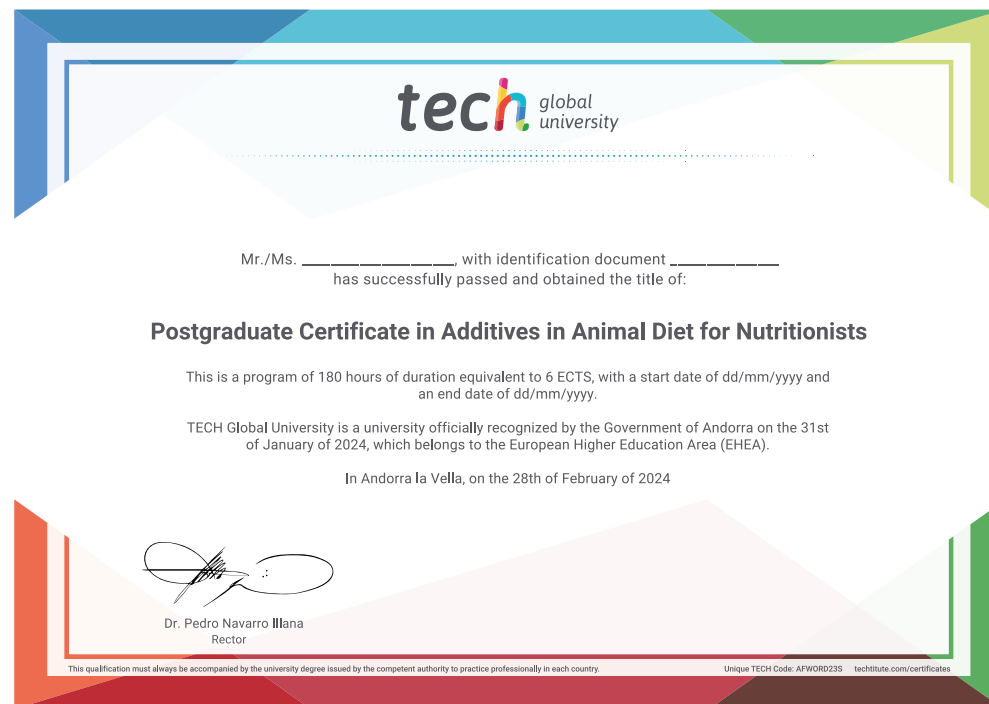 tech global university
Mr./Ms. ____________________, with identification document ______________
has successfully passed and obtained the title of:
Postgraduate Certificate in Additives in Animal Diet for Nutritionists
This is a program of 180 hours of duration equivalent to 6 ECTS, with a start date of dd/mm/yyyy and
an end date of dd/mm/yyyy.
TECH Global University is a university officially recognized by the Government of Andorra on the 31st
of January of 2024, which belongs to the European Higher Education Area (EHEA).
In Andorra la Vella, on the 28th of February of 2024
Dr. Pedro Navarro Illana
Rector
This qualification must always be accompanied by the university degree issued by the competent authority to practice professionally in each country.
Unique TECH Code: AFWORD23S techtitute.com/certificates